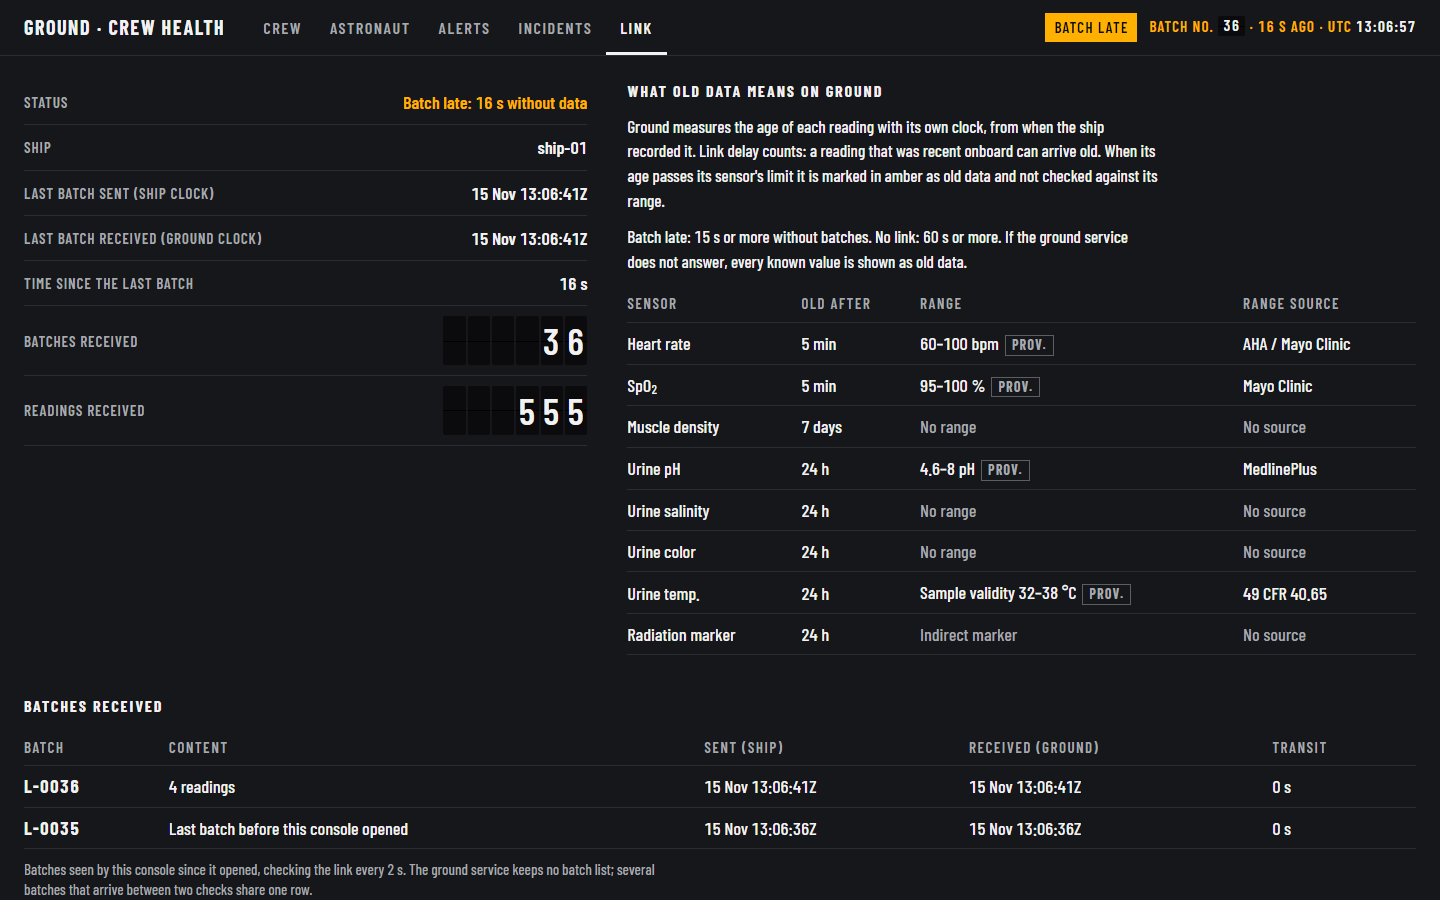 GROUND · CREW HEALTH CREW ASTRONAUT ALERTS INCIDENTS LINK BATCH LATE BATCH NO. 36 · 16 S AGO · UTC 13:06:57
STATUS Batch late: 16 s without data
SHIP ship-01
LAST BATCH SENT (SHIP CLOCK) 15 Nov 13:06:41Z
LAST BATCH RECEIVED (GROUND CLOCK) 15 Nov 13:06:41Z
TIME SINCE THE LAST BATCH 16 s
BATCHES RECEIVED 36
READINGS RECEIVED 555
WHAT OLD DATA MEANS ON GROUND
Ground measures the age of each reading with its own clock, from when the ship
recorded it. Link delay counts: a reading that was recent onboard can arrive old. When its
age passes its sensor's limit it is marked in amber as old data and not checked against its
range.
Batch late: 15 s or more without batches. No link: 60 s or more. If the ground service
does not answer, every known value is shown as old data.
SENSOR OLD AFTER RANGE RANGE SOURCE
Heart rate 5 min 60–100 bpm PROV. AHA / Mayo Clinic
SpO₂ 5 min 95–100 % PROV. Mayo Clinic
Muscle density 7 days No range No source
Urine pH 24 h 4.6–8 pH PROV. MedlinePlus
Urine salinity 24 h No range No source
Urine color 24 h No range No source
Urine temp. 24 h Sample validity 32–38 °C PROV. 49 CFR 40.65
Radiation marker 24 h Indirect marker No source
BATCHES RECEIVED
BATCH CONTENT SENT (SHIP) RECEIVED (GROUND) TRANSIT
L-0036 4 readings 15 Nov 13:06:41Z 15 Nov 13:06:41Z 0 s
L-0035 Last batch before this console opened 15 Nov 13:06:36Z 15 Nov 13:06:36Z 0 s
Batches seen by this console since it opened, checking the link every 2 s. The ground service keeps no batch list; several
batches that arrive between two checks share one row.